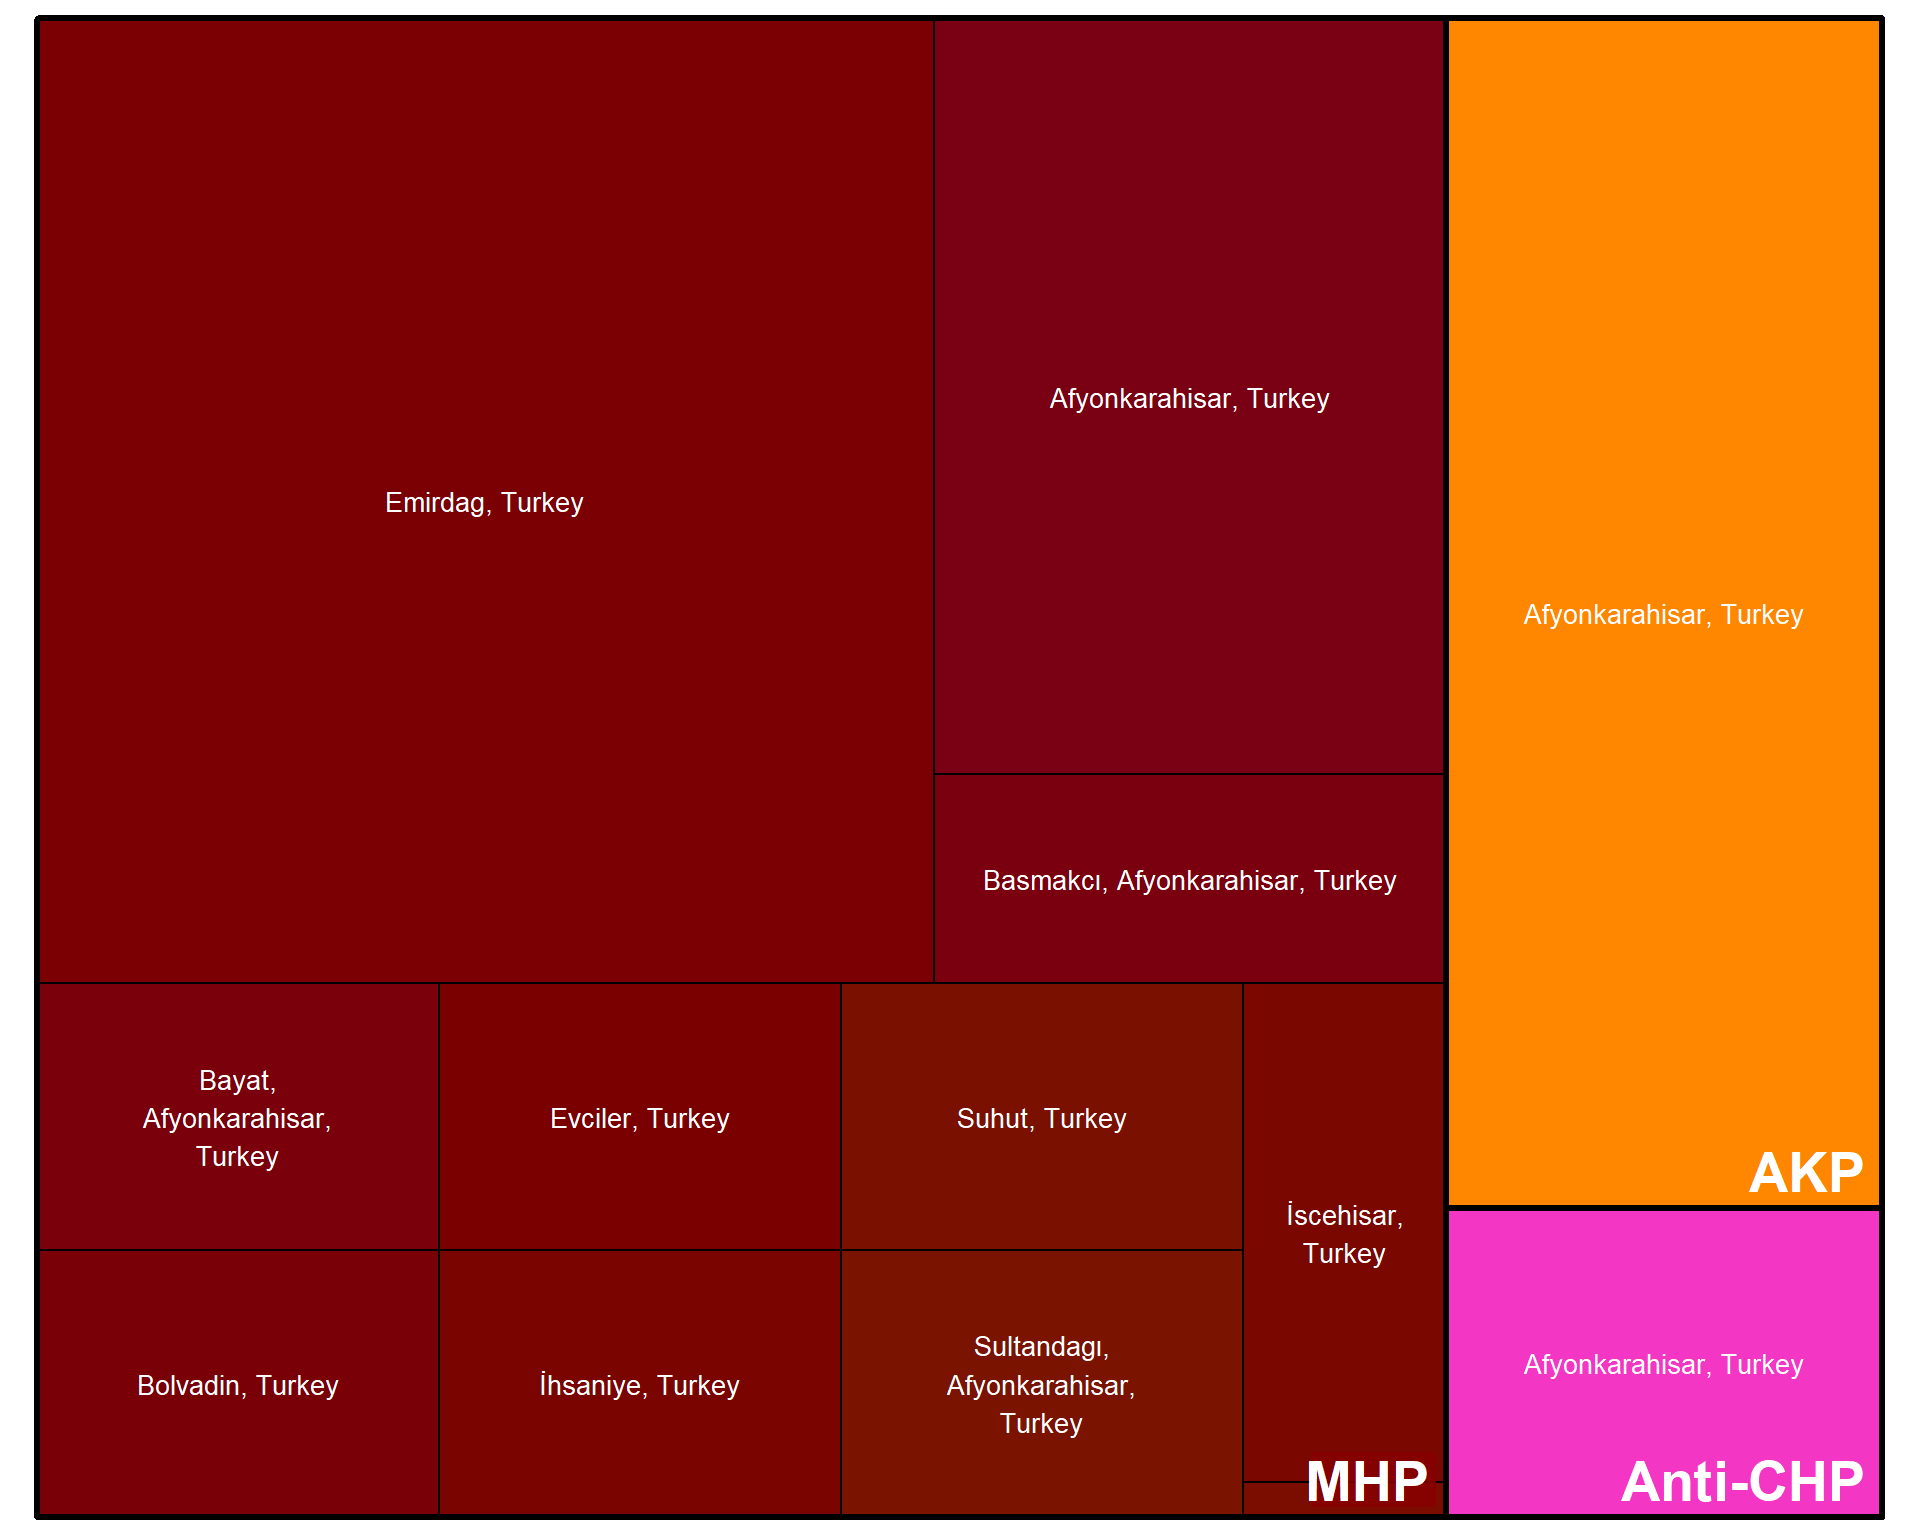 Emirdag, Turkey
Afyonkarahisar, Turkey
Afyonkarahisar, Turkey
Basmakcı, Afyonkarahisar, Turkey
Bayat,
Afyonkarahisar,
Turkey
Evciler, Turkey
Suhut, Turkey
İscehisar,
Turkey
AKP
Bolvadin, Turkey
İhsaniye, Turkey
Sultandagı,
Afyonkarahisar,
Turkey
MHP
Afyonkarahisar, Turkey
Anti-CHP